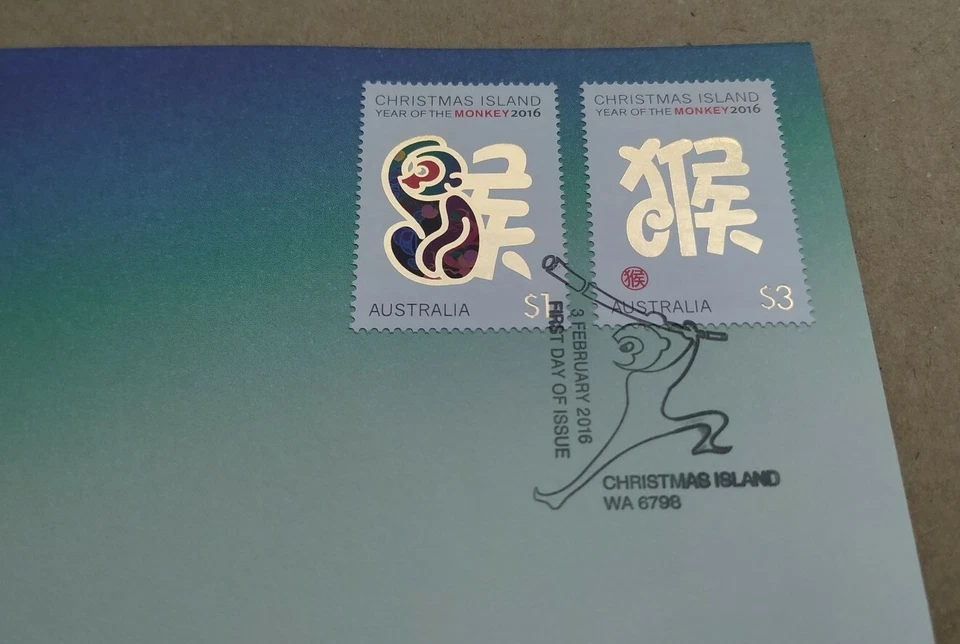 CHRISTMAS ISLAND
YEAR OF THE MONKEY 2016
猴
AUSTRALIA
$1
CHRISTMAS ISLAND
YEAR OF THE MONKEY 2016
猴
猴
AUSTRALIA
$3
FIRST DAY OF ISSUE
3 FEBRUARY 2016
CHRISTMAS ISLAND
WA 6798